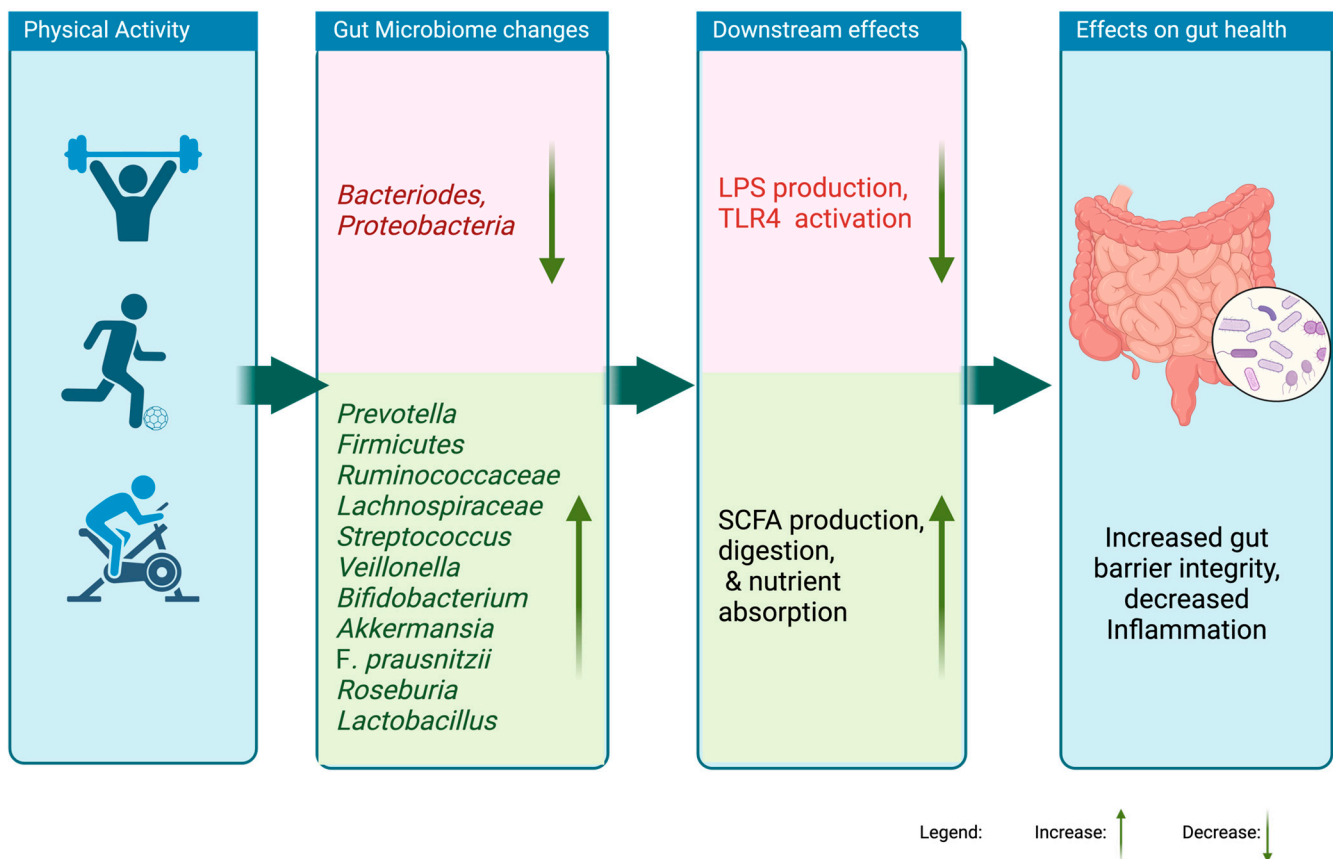 Physical Activity
Gut Microbiome changes
Bacteriodes,
Proteobacteria
Prevotella
Firmicutes
Ruminococcaceae
Lachnospiraceae
Streptococcus
Veillonella
Bifidobacterium
Akkermansia
F. prausnitzii
Roseburia
Lactobacillus
Downstream effects
LPS production,
TLR4 activation
SCFA production,
digestion,
& nutrient
absorption
Effects on gut health
Increased gut
barrier integrity,
decreased
Inflammation
Legend: Increase: Decrease: